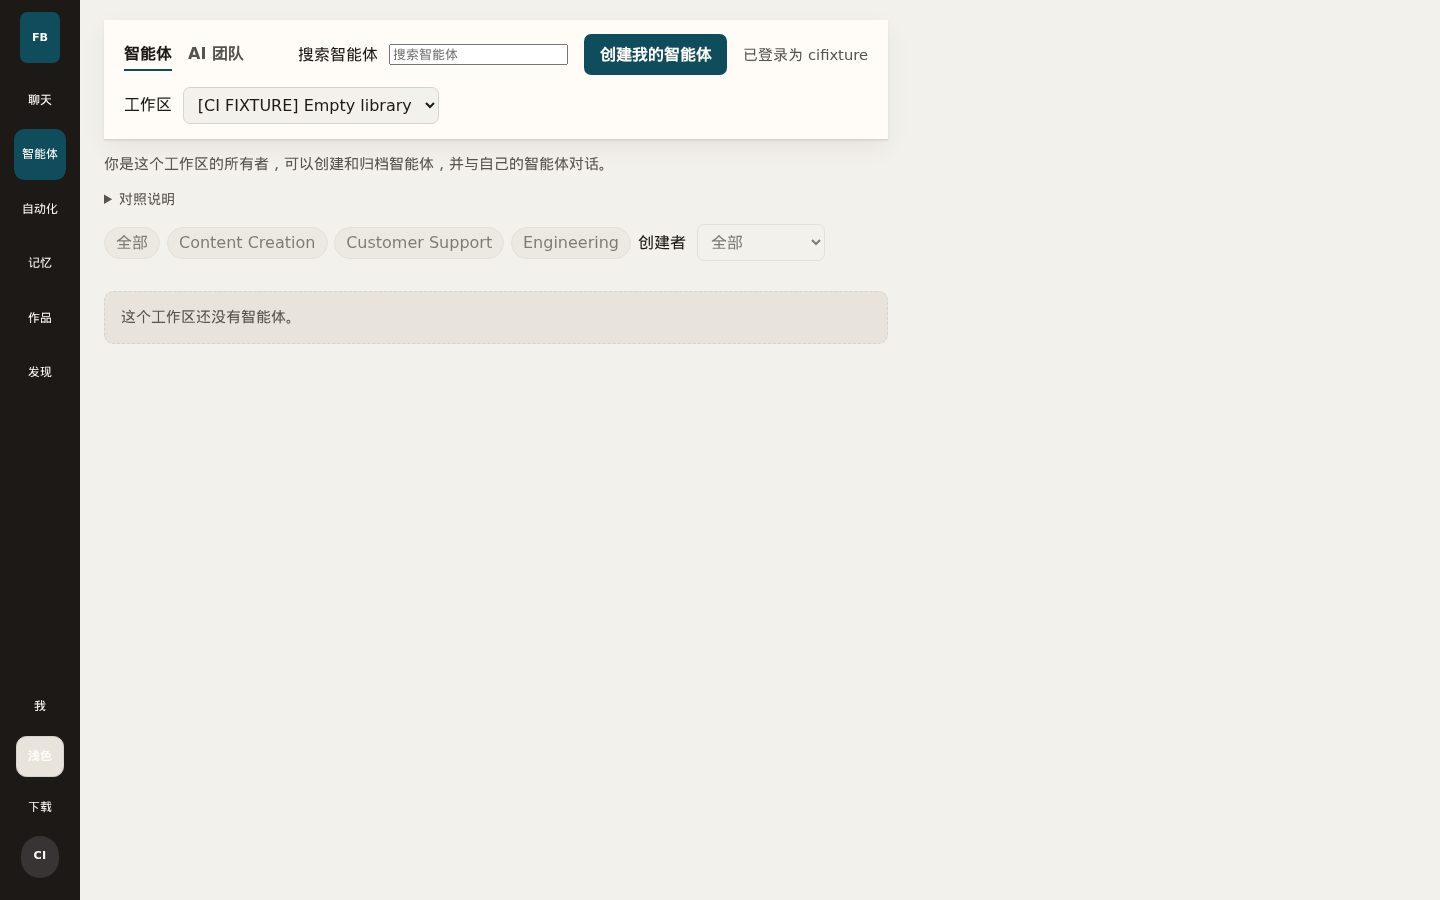 FB
聊天
智能体
自动化
记忆
作品
发现
我
浅色
下载
CI
智能体 AI 团队 搜索智能体 搜索智能体 创建我的智能体 已登录为 cifixture
工作区 [CI FIXTURE] Empty library
你是这个工作区的所有者，可以创建和归档智能体，并与自己的智能体对话。
对照说明
全部 Content Creation Customer Support Engineering 创建者 全部
这个工作区还没有智能体。